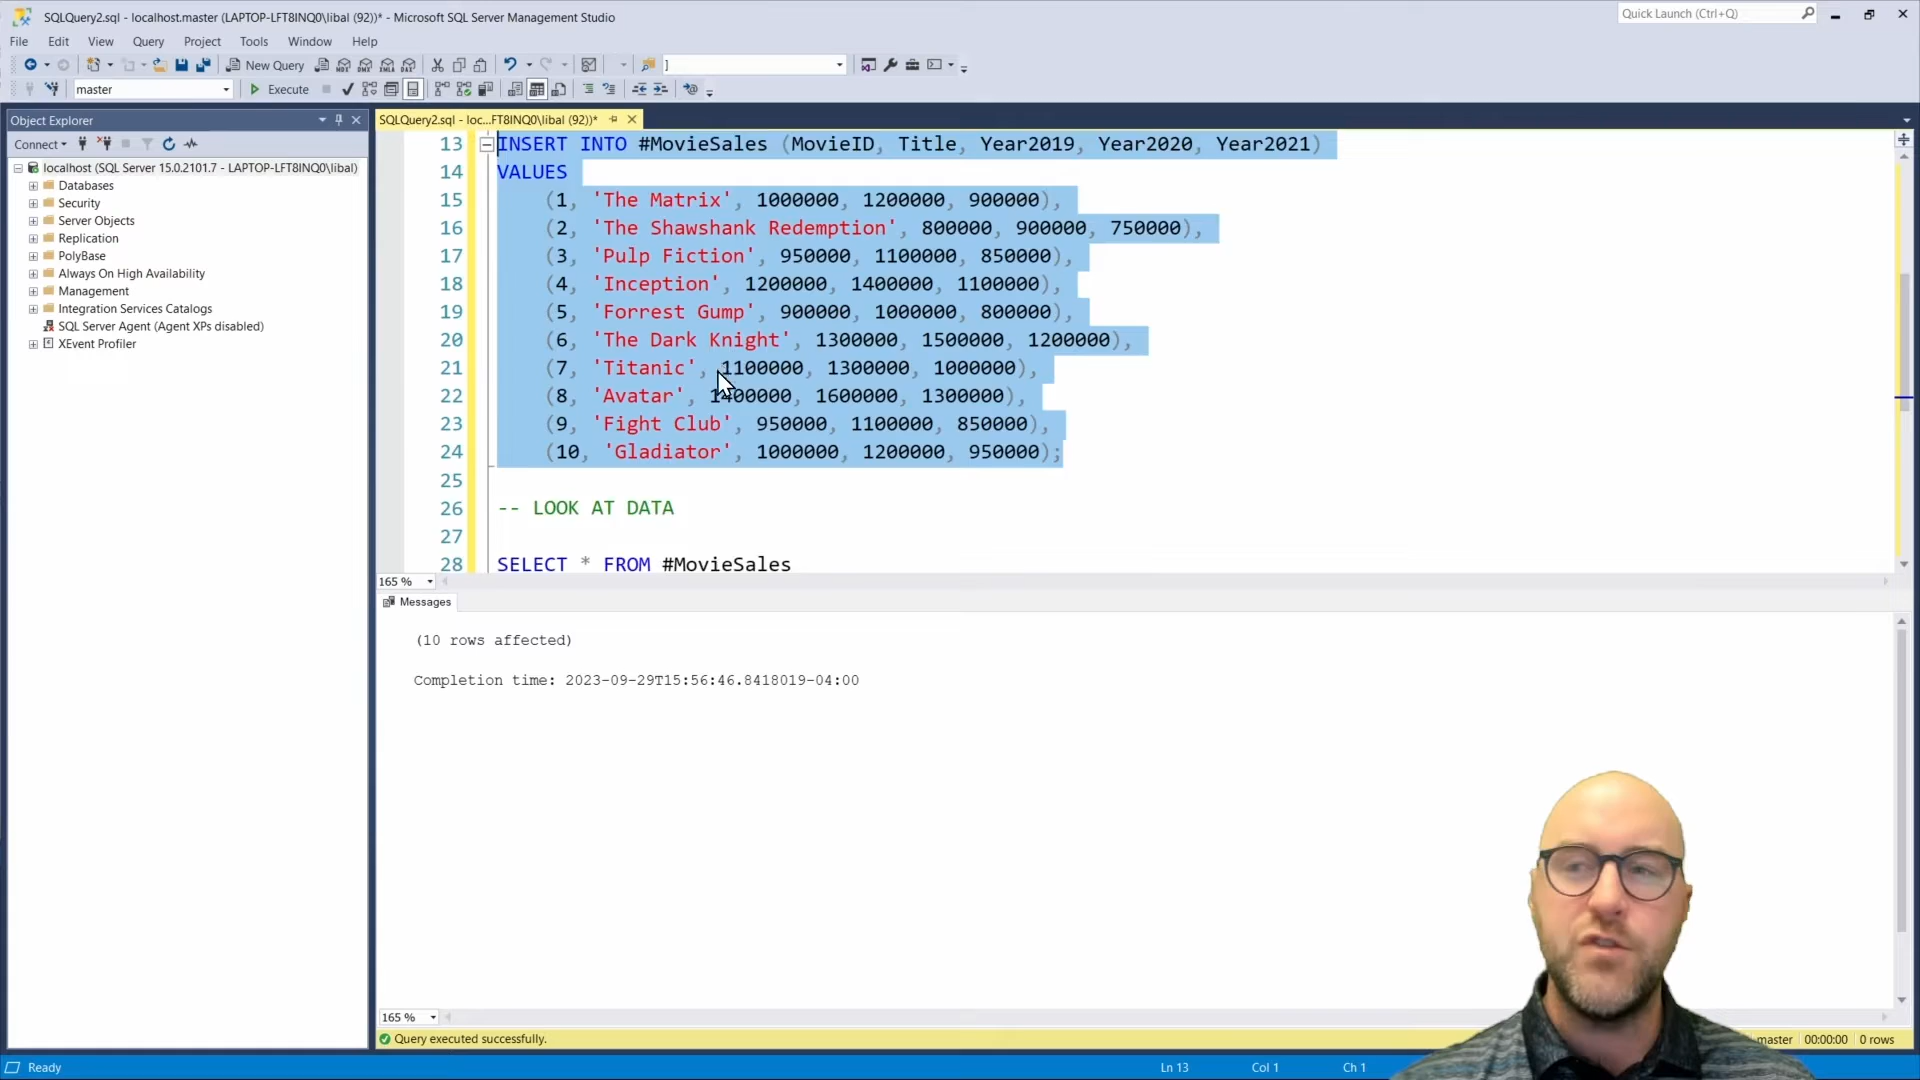 SQLQuery2.sql - localhost.master (LAPTOP-LFT8INQ0\libal (92))* - Microsoft SQL Server Management Studio
Quick Launch (Ctrl+Q)
File Edit View Query Project Tools Window Help
New Query
]
master
Execute
Object Explorer
SQLQuery2.sql - loc...FT8INQ0\libal (92))*
Connect
localhost (SQL Server 15.0.2101.7 - LAPTOP-LFT8INQ0\libal)
Databases
Security
Server Objects
Replication
PolyBase
Always On High Availability
Management
Integration Services Catalogs
SQL Server Agent (Agent XPs disabled)
XEvent Profiler
13 INSERT INTO #MovieSales (MovieID, Title, Year2019, Year2020, Year2021)
14 VALUES
15 (1, 'The Matrix', 1000000, 1200000, 900000),
16 (2, 'The Shawshank Redemption', 800000, 900000, 750000),
17 (3, 'Pulp Fiction', 950000, 1100000, 850000),
18 (4, 'Inception', 1200000, 1400000, 1100000),
19 (5, 'Forrest Gump', 900000, 1000000, 800000),
20 (6, 'The Dark Knight', 1300000, 1500000, 1200000),
21 (7, 'Titanic', 1100000, 1300000, 1000000),
22 (8, 'Avatar', 1400000, 1600000, 1300000),
23 (9, 'Fight Club', 950000, 1100000, 850000),
24 (10, 'Gladiator', 1000000, 1200000, 950000);
25
26 -- LOOK AT DATA
27
28 SELECT * FROM #MovieSales
165 %
Messages
(10 rows affected)
Completion time: 2023-09-29T15:56:46.8418019-04:00
165 %
Query executed successfully.
master 00:00:00 0 rows
Ready
Ln 13 Col 1 Ch 1